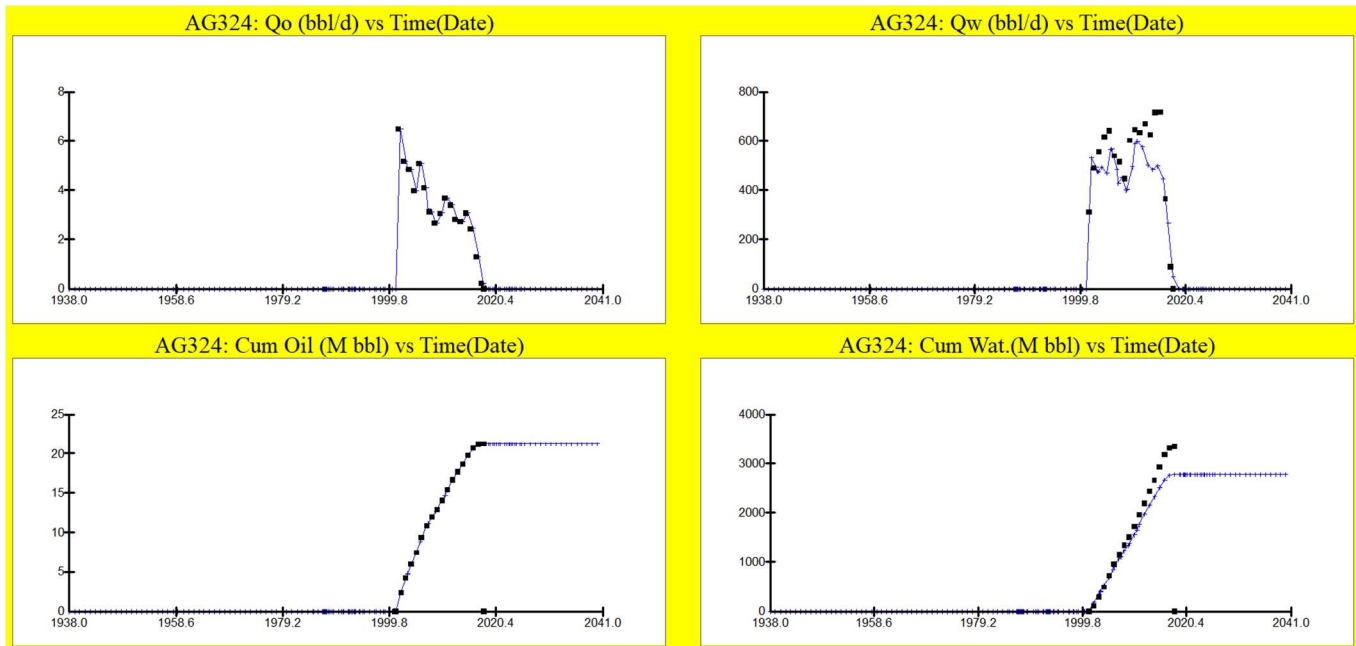 AG324: Qo (bbl/d) vs Time(Date)
8
6
4
2
0
1938.0 1958.6 1979.2 1999.8 2020.4 2041.0
AG324: Qw (bbl/d) vs Time(Date)
800
600
400
200
0
1938.0 1958.6 1979.2 1999.8 2020.4 2041.0
AG324: Cum Oil (M bbl) vs Time(Date)
25
20
15
10
5
0
1938.0 1958.6 1979.2 1999.8 2020.4 2041.0
AG324: Cum Wat.(M bbl) vs Time(Date)
4000
3000
2000
1000
0
1938.0 1958.6 1979.2 1999.8 2020.4 2041.0